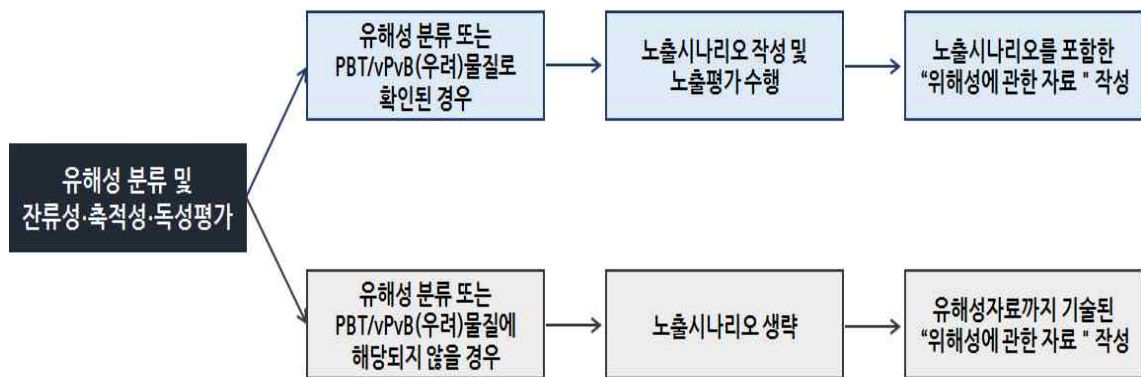 유해성 분류 및
잔류성·축적성·독성평가
유해성 분류 또는
PBT/vPvB(우려)물질로
확인된 경우
노출시나리오 작성 및
노출평가 수행
노출시나리오를 포함한
“위해성에 관한 자료 " 작성
유해성 분류 또는
PBT/vPvB(우려)물질에
해당되지 않을 경우
노출시나리오 생략
유해성자료까지 기술된
“위해성에 관한 자료 " 작성